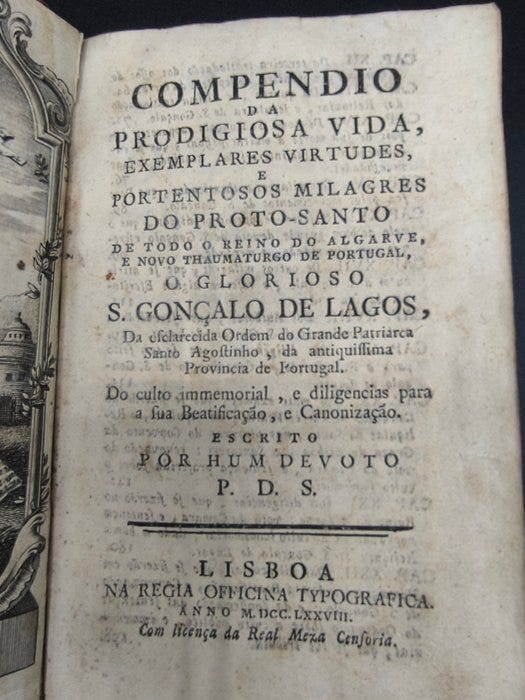 COMPENDIO
DA
PRODIGIOSA VIDA,
EXEMPLARES VIRTUDES,
E
PORTENTOSOS MILAGRES
DO PROTO-SANTO
DE TODO O REINO DO ALGARVE,
E NOVO THAUMATURGO DE PORTUGAL,
O GLORIOSO
S. GONÇALO DE LAGOS,
Da esclarecida Ordem do Grande Patriarca
Santo Agostinho, da antiquissima
Provincia de Portugal.
Do culto immemorial, e diligencias para
a sua Beatificação, e Canonização.
ESCRITO
POR HUM DEVOTO
P. D. S.
LISBOA
NA REGIA OFFICINA TYPOGRAFICA.
ANNO M. DCC. LXXVIII.
Com licença da Real Meza Censoria.